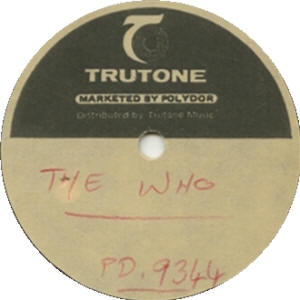 TRUTONE
MARKETED BY POLYDOR
Distributed by Trutone Music
THE WHO
PD. 9344